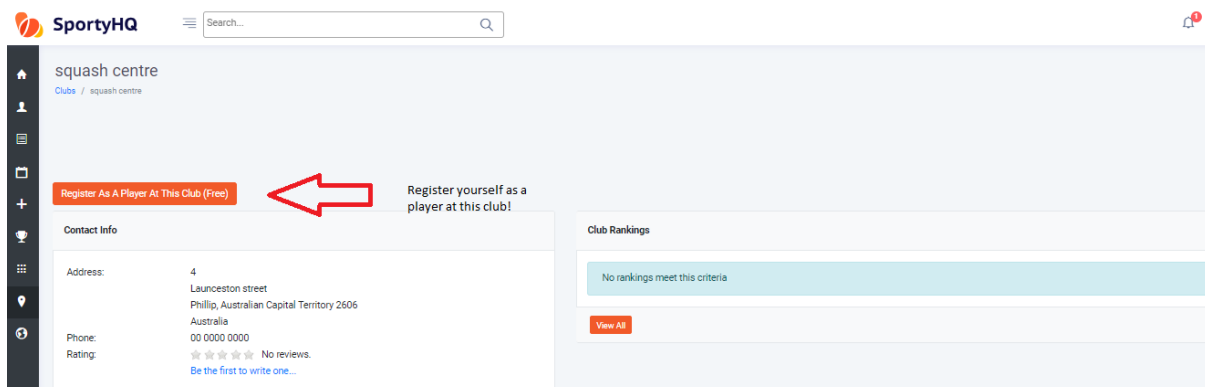 SportyHQ
Search...
1
squash centre
Clubs / squash centre
Register As A Player At This Club (Free)
Register yourself as a
player at this club!
Contact Info
Address: 4
Launceston street
Phillip, Australian Capital Territory 2606
Australia
Phone: 00 0000 0000
Rating: No reviews.
Be the first to write one...
Club Rankings
No rankings meet this criteria
View All